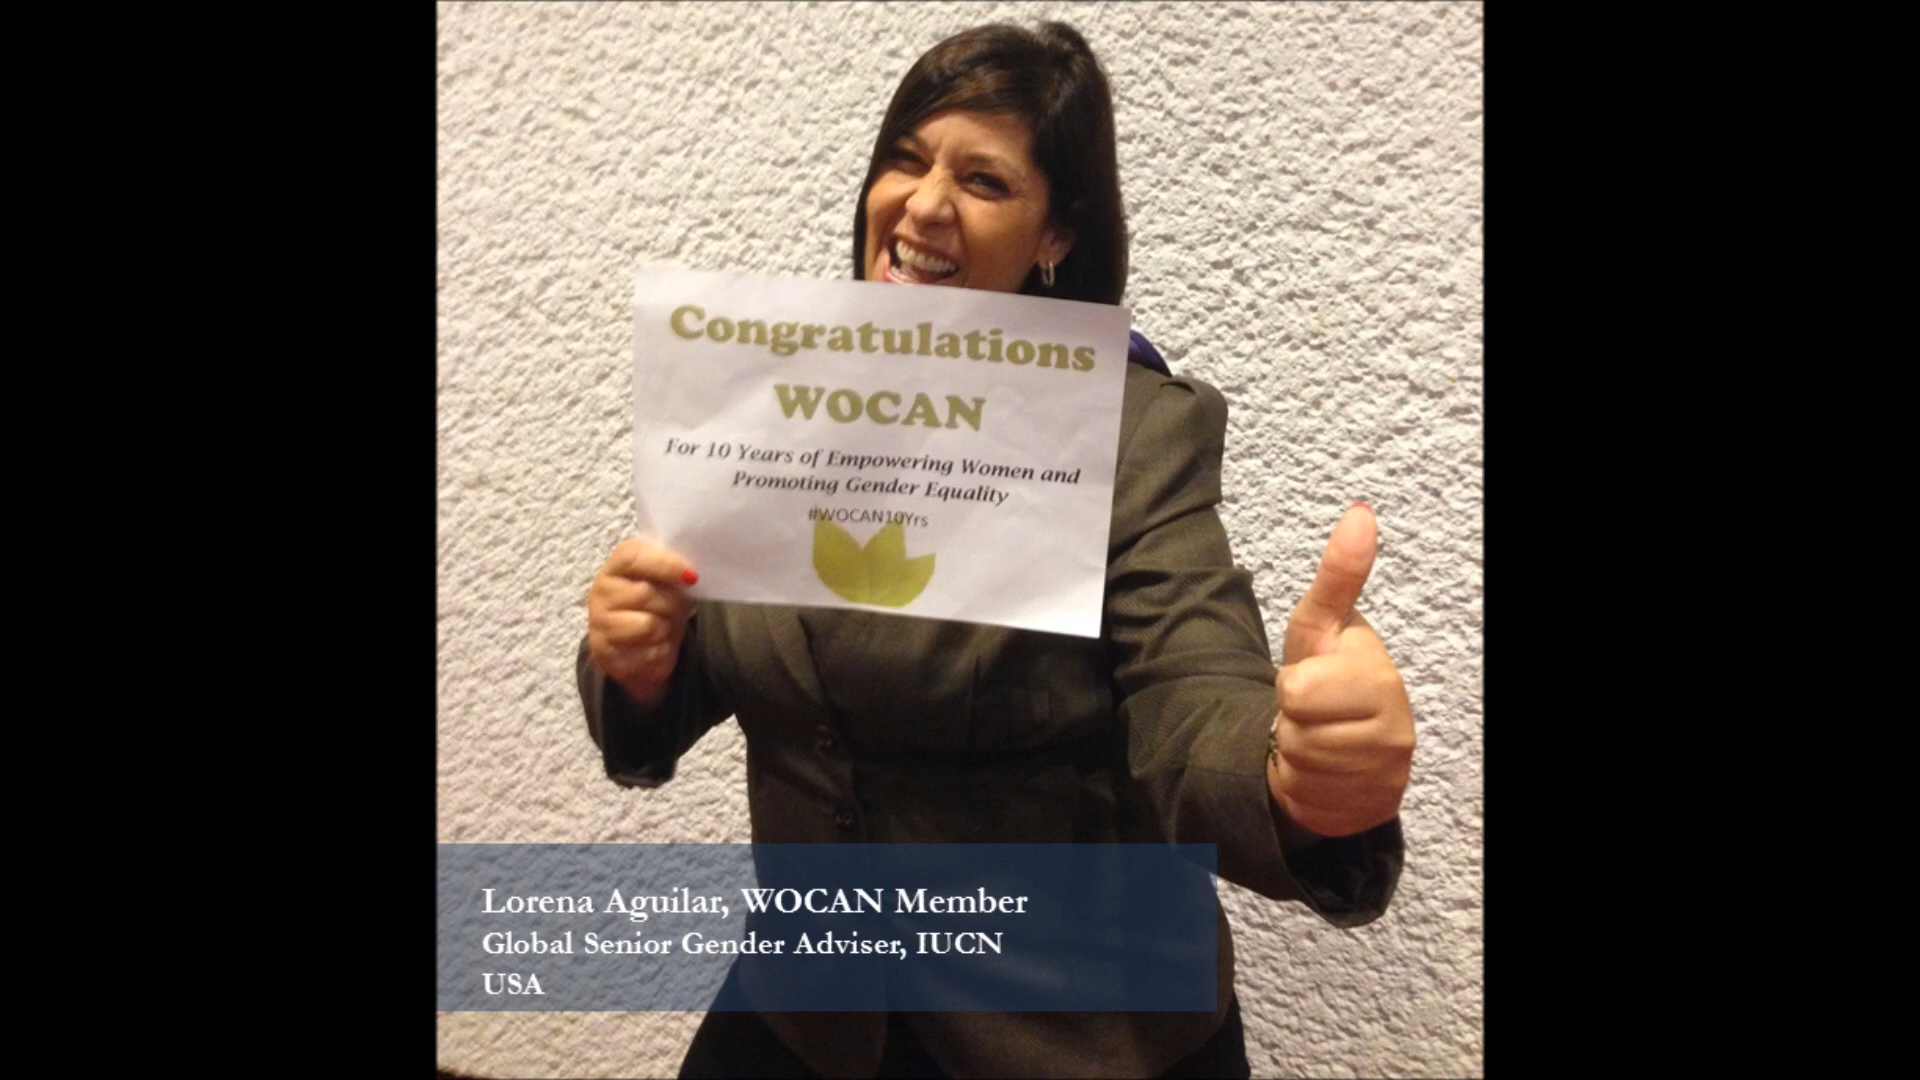 Congratulations
WOCAN
For 10 Years of Empowering Women and
Promoting Gender Equality
#WOCAN10Yrs
Lorena Aguilar, WOCAN Member
Global Senior Gender Adviser, IUCN
USA